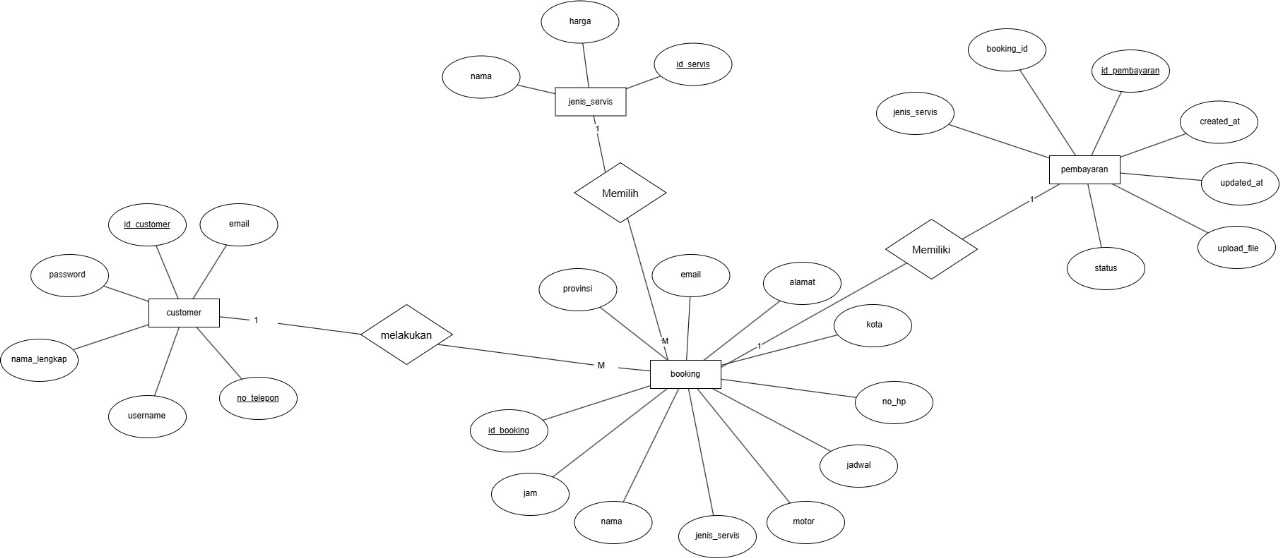 harga
nama
id_servis
jenis_servis
1
Memilih
M
booking_id
id_pembayaran
jenis_servis
created_at
pembayaran
updated_at
upload_file
status
1
Memiliki
1
id_customer
email
password
customer
nama_lengkap
username
no_telepon
1
melakukan
M
provinsi
email
alamat
kota
booking
no_hp
id_booking
jadwal
jam
nama
jenis_servis
motor